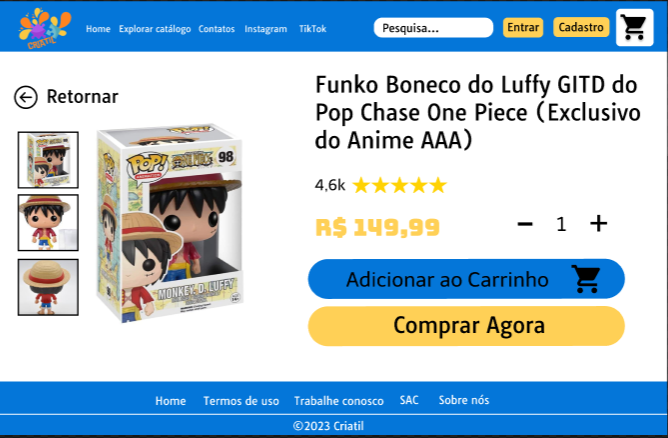 CRIATIL
Home Explorar catálogo Contatos Instagram TikTok
Pesquisa...
Entrar
Cadastro
Retornar
Funko Boneco do Luffy GITD do
Pop Chase One Piece (Exclusivo
do Anime AAA)
POP!
ONE PIECE
98
MONKEY. D. LUFFY
4,6k
R$ 149,99
- 1 +
Adicionar ao Carrinho
Comprar Agora
Home Termos de uso Trabalhe conosco SAC Sobre nós
©2023 Criatil